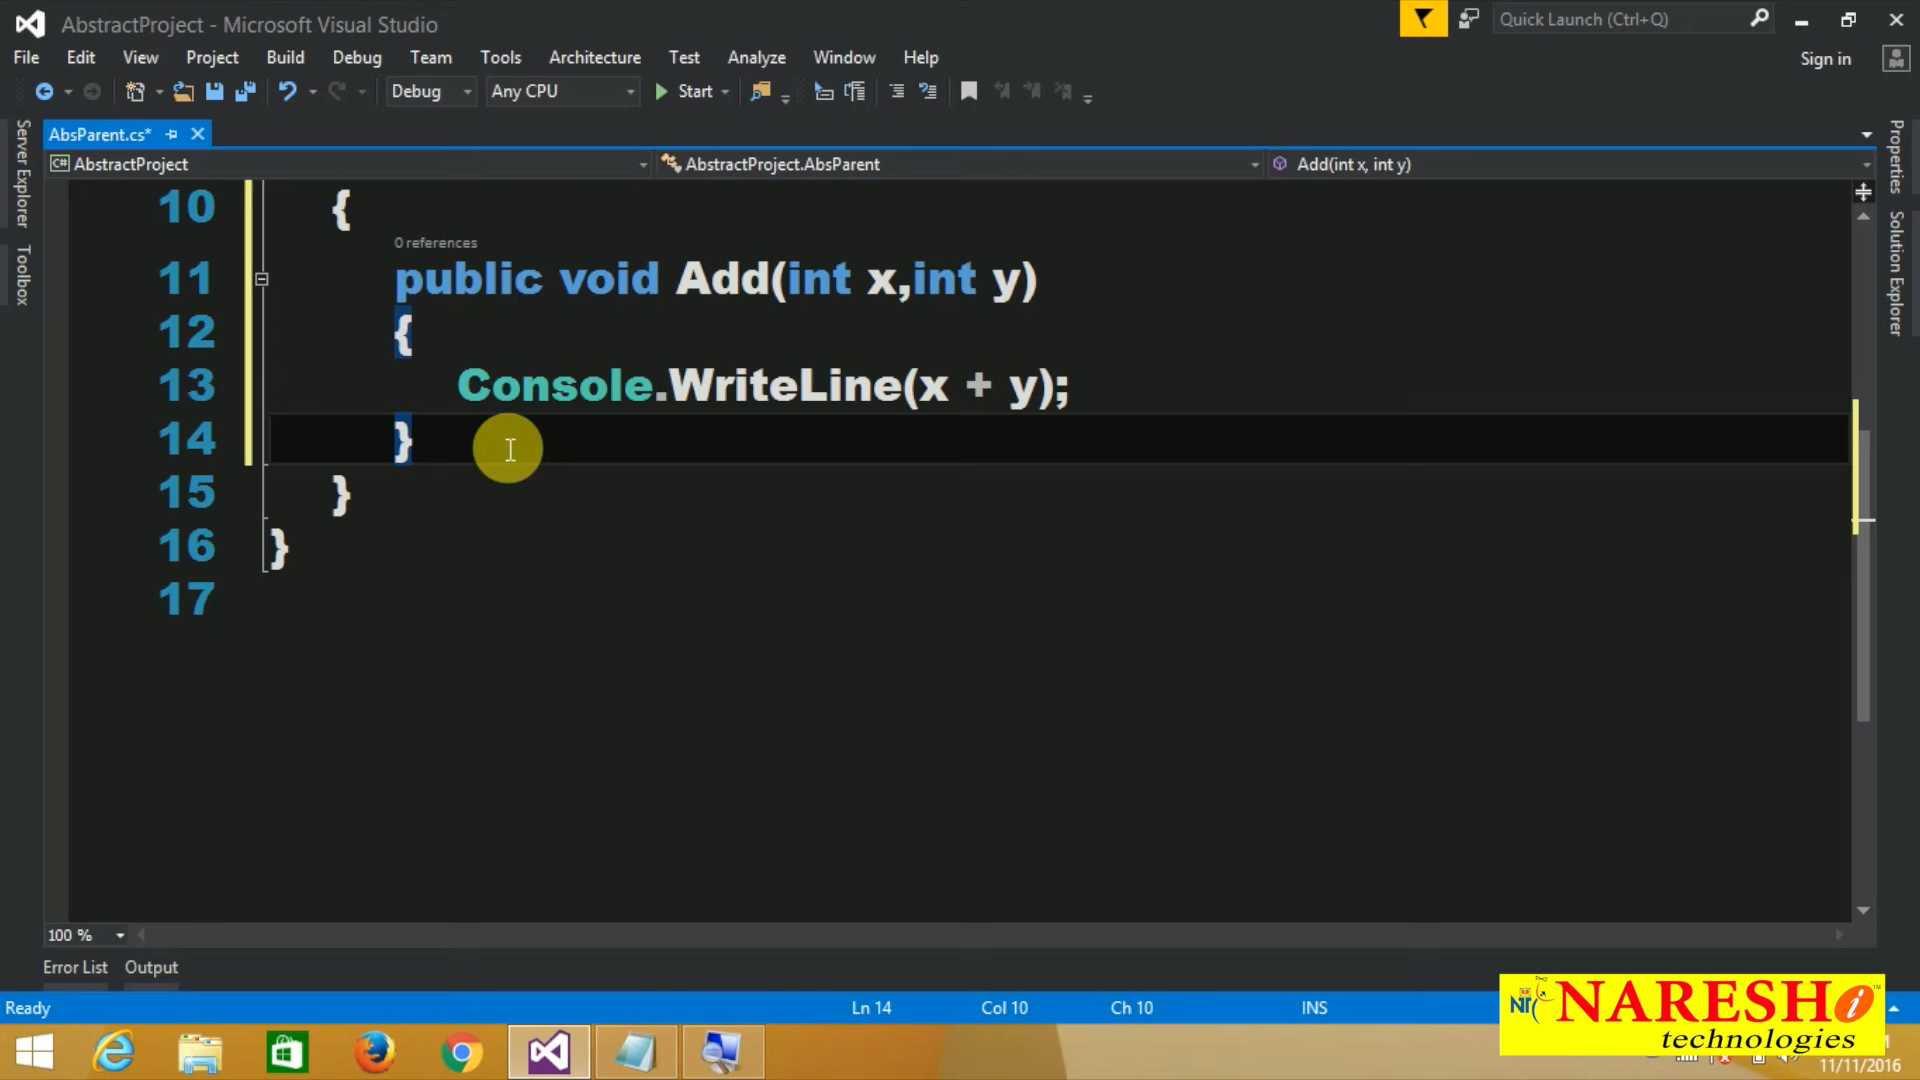 AbstractProject - Microsoft Visual Studio
Quick Launch (Ctrl+Q)
File Edit View Project Build Debug Team Tools Architecture Test Analyze Window Help
Sign in
Debug Any CPU Start
Server Explorer
Toolbox
Properties
Solution Explorer
AbsParent.cs*
C# AbstractProject AbstractProject.AbsParent Add(int x, int y)
10 {
0 references
11 public void Add(int x,int y)
12 {
13 Console.WriteLine(x + y);
14 }
15 }
16 }
17
100 %
Error List Output
Ready Ln 14 Col 10 Ch 10 INS
NARESH i
technologies
11/11/2016